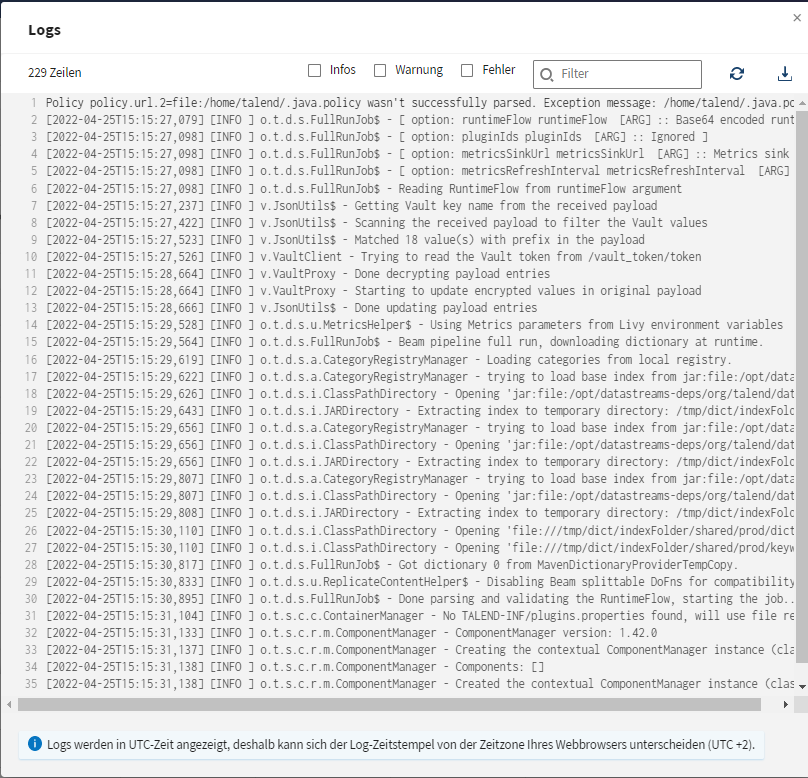 Logs
229 Zeilen
Infos Warnung Fehler Filter
1 Policy policy.url.2=file:/home/talend/.java.policy wasn't successfully parsed. Exception message: /home/talend/.java.po
2 [2022-04-25T15:15:27,079] [INFO ] o.t.d.s.FullRunJob$ - [ option: runtimeFlow runtimeFlow  [ARG] :: Base64 encoded runt
3 [2022-04-25T15:15:27,098] [INFO ] o.t.d.s.FullRunJob$ - [ option: pluginIds pluginIds  [ARG] :: Ignored ]
4 [2022-04-25T15:15:27,098] [INFO ] o.t.d.s.FullRunJob$ - [ option: metricsSinkUrl metricsSinkUrl  [ARG] :: Metrics sink
5 [2022-04-25T15:15:27,098] [INFO ] o.t.d.s.FullRunJob$ - [ option: metricsRefreshInterval metricsRefreshInterval  [ARG]
6 [2022-04-25T15:15:27,098] [INFO ] o.t.d.s.FullRunJob$ - Reading RuntimeFlow from runtimeFlow argument
7 [2022-04-25T15:15:27,237] [INFO ] v.JsonUtils$ - Getting Vault key name from the received payload
8 [2022-04-25T15:15:27,422] [INFO ] v.JsonUtils$ - Scanning the received payload to filter the Vault values
9 [2022-04-25T15:15:27,523] [INFO ] v.JsonUtils$ - Matched 18 value(s) with prefix in the payload
10 [2022-04-25T15:15:27,526] [INFO ] v.VaultClient - Trying to read the Vault token from /vault_token/token
11 [2022-04-25T15:15:28,664] [INFO ] v.VaultProxy - Done decrypting payload entries
12 [2022-04-25T15:15:28,664] [INFO ] v.VaultProxy - Starting to update encrypted values in original payload
13 [2022-04-25T15:15:28,666] [INFO ] v.JsonUtils$ - Done updating payload entries
14 [2022-04-25T15:15:29,528] [INFO ] o.t.d.s.u.MetricsHelper$ - Using Metrics parameters from Livy environment variables
15 [2022-04-25T15:15:29,564] [INFO ] o.t.d.s.FullRunJob$ - Beam pipeline full run, downloading dictionary at runtime.
16 [2022-04-25T15:15:29,619] [INFO ] o.t.d.s.a.CategoryRegistryManager - Loading categories from local registry.
17 [2022-04-25T15:15:29,622] [INFO ] o.t.d.s.a.CategoryRegistryManager - trying to load base index from jar:file:/opt/data
18 [2022-04-25T15:15:29,626] [INFO ] o.t.d.s.i.ClassPathDirectory - Opening 'jar:file:/opt/datastreams-deps/org/talend/dat
19 [2022-04-25T15:15:29,643] [INFO ] o.t.d.s.i.JARDirectory - Extracting index to temporary directory: /tmp/dict/indexFolc
20 [2022-04-25T15:15:29,656] [INFO ] o.t.d.s.a.CategoryRegistryManager - trying to load base index from jar:file:/opt/data
21 [2022-04-25T15:15:29,656] [INFO ] o.t.d.s.i.ClassPathDirectory - Opening 'jar:file:/opt/datastreams-deps/org/talend/dat
22 [2022-04-25T15:15:29,656] [INFO ] o.t.d.s.i.JARDirectory - Extracting index to temporary directory: /tmp/dict/indexFolc
23 [2022-04-25T15:15:29,807] [INFO ] o.t.d.s.a.CategoryRegistryManager - trying to load base index from jar:file:/opt/data
24 [2022-04-25T15:15:29,807] [INFO ] o.t.d.s.i.ClassPathDirectory - Opening 'jar:file:/opt/datastreams-deps/org/talend/dat
25 [2022-04-25T15:15:29,808] [INFO ] o.t.d.s.i.JARDirectory - Extracting index to temporary directory: /tmp/dict/indexFolc
26 [2022-04-25T15:15:30,110] [INFO ] o.t.d.s.i.ClassPathDirectory - Opening 'file:///tmp/dict/indexFolder/shared/prod/dict
27 [2022-04-25T15:15:30,110] [INFO ] o.t.d.s.i.ClassPathDirectory - Opening 'file:///tmp/dict/indexFolder/shared/prod/keyw
28 [2022-04-25T15:15:30,817] [INFO ] o.t.d.s.FullRunJob$ - Got dictionary 0 from MavenDictionaryProviderTempCopy.
29 [2022-04-25T15:15:30,833] [INFO ] o.t.d.s.u.ReplicateContentHelper$ - Disabling Beam splittable DoFns for compatibility
30 [2022-04-25T15:15:30,895] [INFO ] o.t.d.s.FullRunJob$ - Done parsing and validating the RuntimeFlow, starting the job..
31 [2022-04-25T15:15:31,104] [INFO ] o.t.s.c.c.ContainerManager - No TALEND-INF/plugins.properties found, will use file re
32 [2022-04-25T15:15:31,133] [INFO ] o.t.s.c.r.m.ComponentManager - ComponentManager version: 1.42.0
33 [2022-04-25T15:15:31,137] [INFO ] o.t.s.c.r.m.ComponentManager - Creating the contextual ComponentManager instance (cla
34 [2022-04-25T15:15:31,138] [INFO ] o.t.s.c.r.m.ComponentManager - Components: []
35 [2022-04-25T15:15:31,138] [INFO ] o.t.s.c.r.m.ComponentManager - Created the contextual ComponentManager instance (clas
Logs werden in UTC-Zeit angezeigt, deshalb kann sich der Log-Zeitstempel von der Zeitzone Ihres Webbrowsers unterscheiden (UTC +2).